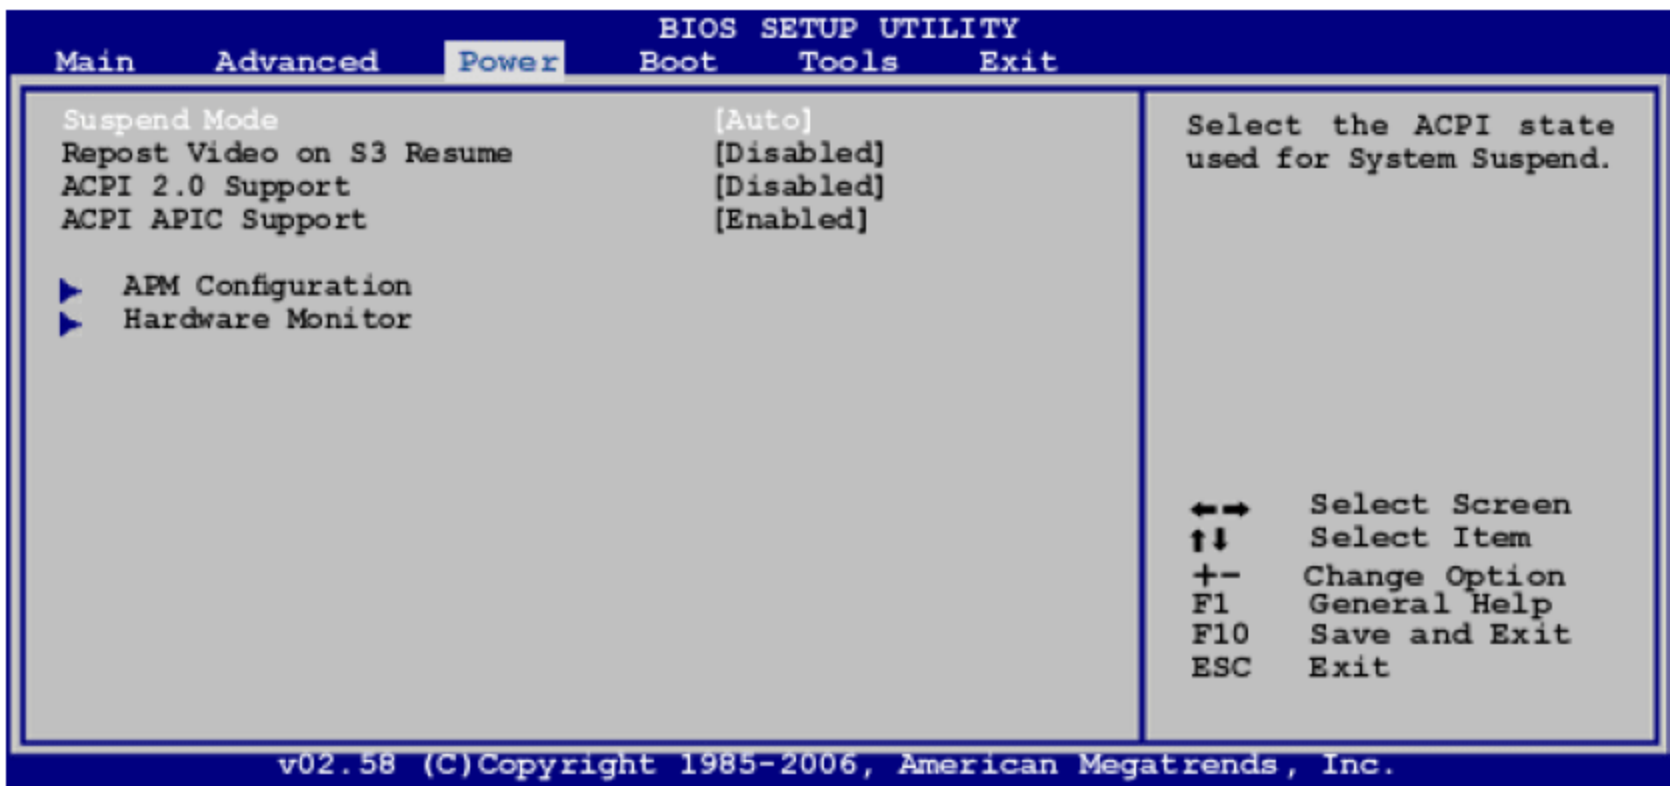 BIOS SETUP UTILITY
Main Advanced Power Boot Tools Exit
Suspend Mode [Auto]
Repost Video on S3 Resume [Disabled]
ACPI 2.0 Support [Disabled]
ACPI APIC Support [Enabled]
▶ APM Configuration
▶ Hardware Monitor
Select the ACPI state
used for System Suspend.
←→ Select Screen
↑↓ Select Item
+- Change Option
F1 General Help
F10 Save and Exit
ESC Exit
v02.58 (C)Copyright 1985-2006, American Megatrends, Inc.